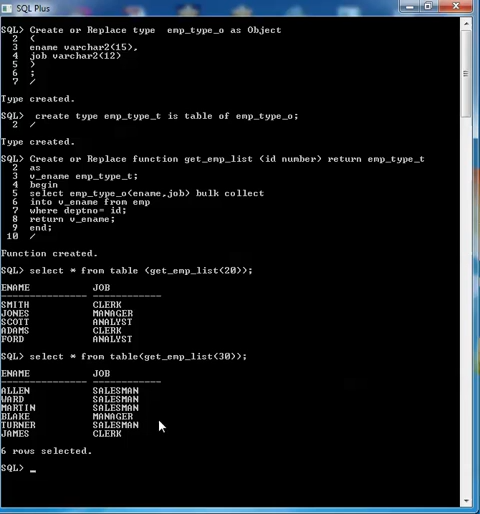 SQL Plus
SQL> Create or Replace type  emp_type_o as Object
2  (
3  ename varchar2(15),
4  job varchar2(12)
5  )
6  ;
7  /
Type created.
SQL>  create type emp_type_t is table of emp_type_o;
2  /
Type created.
SQL> Create or Replace function get_emp_list (id number) return emp_type_t
2  as
3  v_ename emp_type_t;
4  begin
5  select emp_type_o(ename,job) bulk collect
6  into v_ename from emp
7  where deptno= id;
8  return v_ename;
9  end;
10  /
Function created.
SQL> select * from table (get_emp_list(20));
ENAME           JOB
--------------- ------------
SMITH           CLERK
JONES           MANAGER
SCOTT           ANALYST
ADAMS           CLERK
FORD            ANALYST
SQL> select * from table(get_emp_list(30));
ENAME           JOB
--------------- ------------
ALLEN           SALESMAN
WARD            SALESMAN
MARTIN          SALESMAN
BLAKE           MANAGER
TURNER          SALESMAN
JAMES           CLERK
6 rows selected.
SQL> _